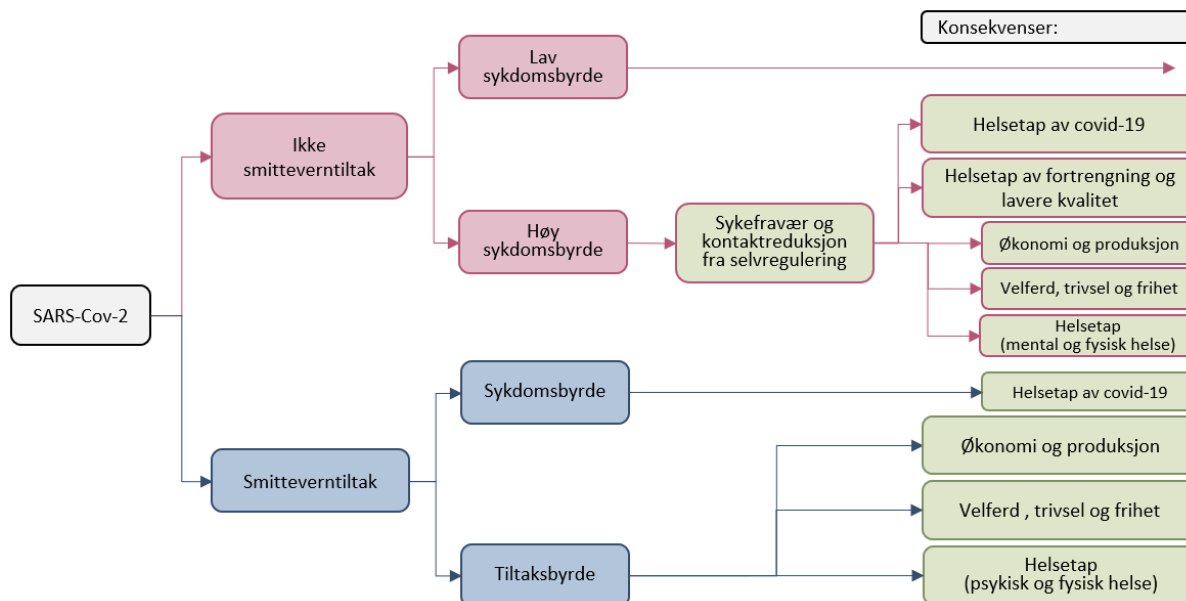 Konsekvenser:
Lav
sykdomsbyrde
Helsetap av covid-19
Ikke
smitteverntiltak
Helsetap av fortrengning og
lavere kvalitet
Høy
sykdomsbyrde
Sykefravær og
kontaktreduksjon
fra selvregulering
Økonomi og produksjon
Velferd, trivsel og frihet
SARS-Cov-2
Helsetap
(mental og fysisk helse)
Sykdomsbyrde
Helsetap av covid-19
Økonomi og produksjon
Smitteverntiltak
Velferd , trivsel og frihet
Tiltaksbyrde
Helsetap
(psykisk og fysisk helse)